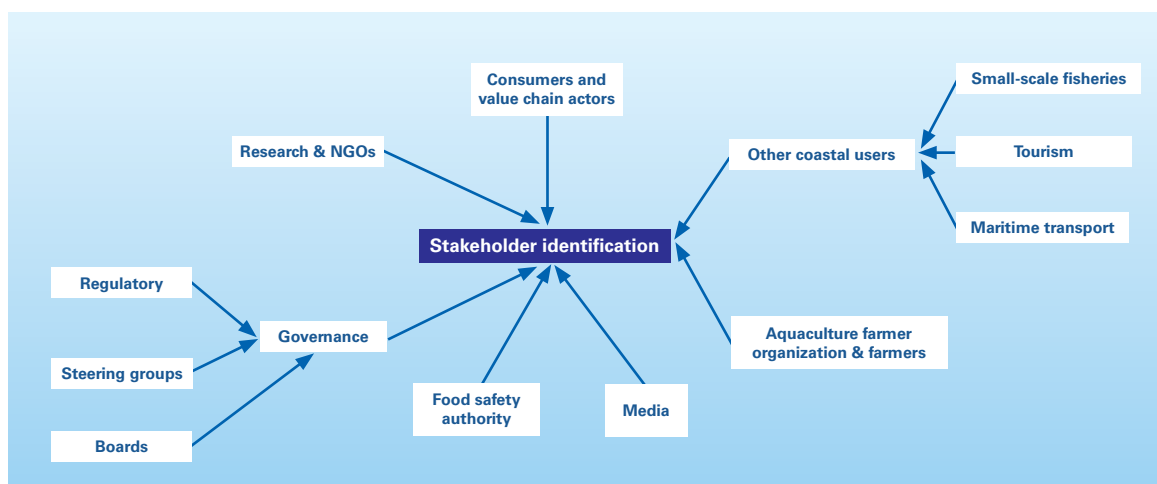 Consumers and
value chain actors
Small-scale fisheries
Research & NGOs
Other coastal users
Tourism
Maritime transport
Stakeholder identification
Regulatory
Governance
Steering groups
Boards
Aquaculture farmer
organization & farmers
Food safety
authority
Media